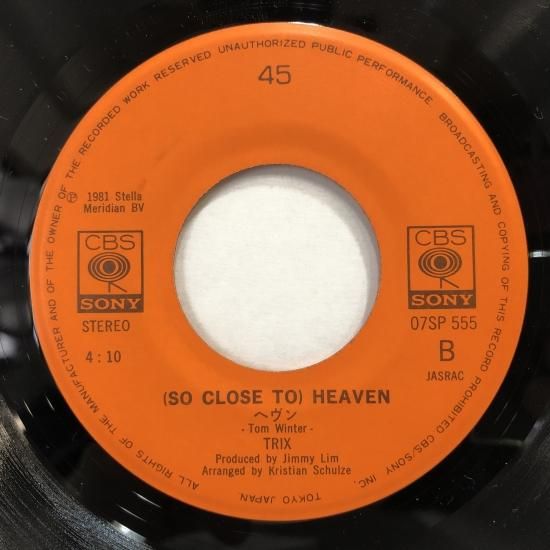 ALL RIGHTS OF THE MANUFACTURER AND OF THE OWNER OF THE RECORDED WORK RESERVED UNAUTHORIZED PUBLIC PERFORMANCE. BROADCASTING AND COPYING OF THIS RECORD PROHIBITED CBS/SONY INC. TOKYO JAPAN.
45
Ⓟ 1981 Stella
Meridian BV
CBS
SONY
STEREO
4:10
CBS
SONY
07SP 555
B
JASRAC
(SO CLOSE TO) HEAVEN
ヘヴン
- Tom Winter -
TRIX
Produced by Jimmy Lim
Arranged by Kristian Schulze